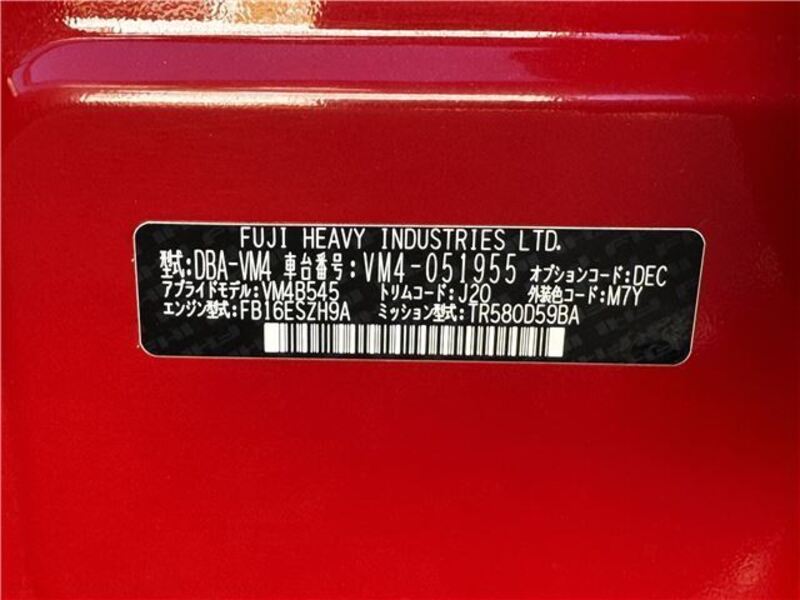 FUJI HEAVY INDUSTRIES LTD.
型式:DBA-VM4 車台番号:VM4-051955 オプションコード:DEC
アプライドモデル:VM4B545 トリムコード:J20 外装色コード:M7Y
エンジン型式:FB16ESZH9A ミッション型式:TR580D59BA